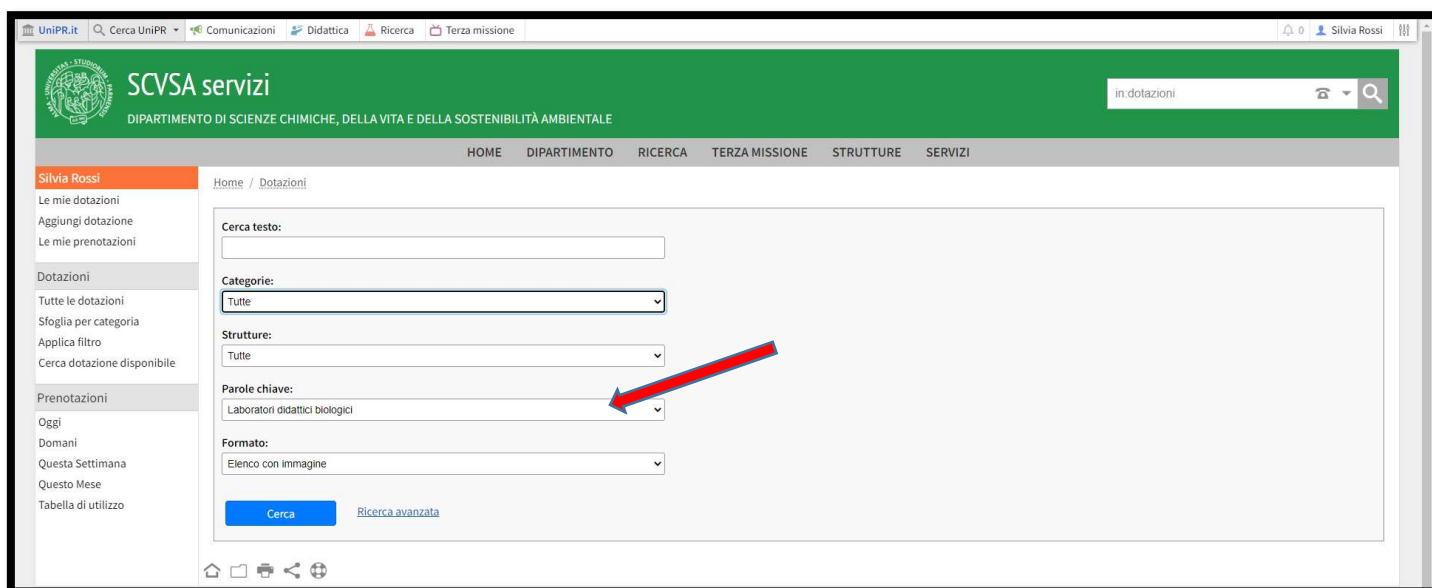 UniPR.it Cerca UniPR Comunicazioni Didattica Ricerca Terza missione 0 Silvia Rossi
SCVSA servizi
in:dotazioni
DIPARTIMENTO DI SCIENZE CHIMICHE, DELLA VITA E DELLA SOSTENIBILITÀ AMBIENTALE
HOME DIPARTIMENTO RICERCA TERZA MISSIONE STRUTTURE SERVIZI
Silvia Rossi
Le mie dotazioni
Aggiungi dotazione
Le mie prenotazioni
Dotazioni
Tutte le dotazioni
Sfoglia per categoria
Applica filtro
Cerca dotazione disponibile
Prenotazioni
Oggi
Domani
Questa Settimana
Questo Mese
Tabella di utilizzo
Home / Dotazioni
Cerca testo:
Categorie:
Tutte
Strutture:
Tutte
Parole chiave:
Laboratori didattici biologici
Formato:
Elenco con immagine
Cerca Ricerca avanzata